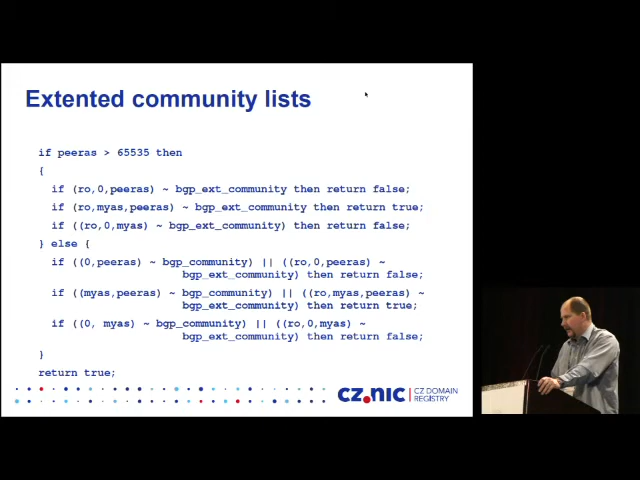 Extented community lists
if peeras > 65535 then
{
if (ro,0,peeras) ~ bgp_ext_community then return false;
if (ro,myas,peeras) ~ bgp_ext_community then return true;
if ((ro,0,myas) ~ bgp_ext_community) then return false;
} else {
if ((0,peeras) ~ bgp_community) || ((ro,0,peeras) ~
bgp_ext_community) then return false;
if ((myas,peeras) ~ bgp_community) || ((ro,myas,peeras) ~
bgp_ext_community) then return true;
if ((0, myas) ~ bgp_community) || ((ro,0,myas) ~
bgp_ext_community) then return false;
}
return true;
CZ.NIC
CZ DOMAIN
REGISTRY